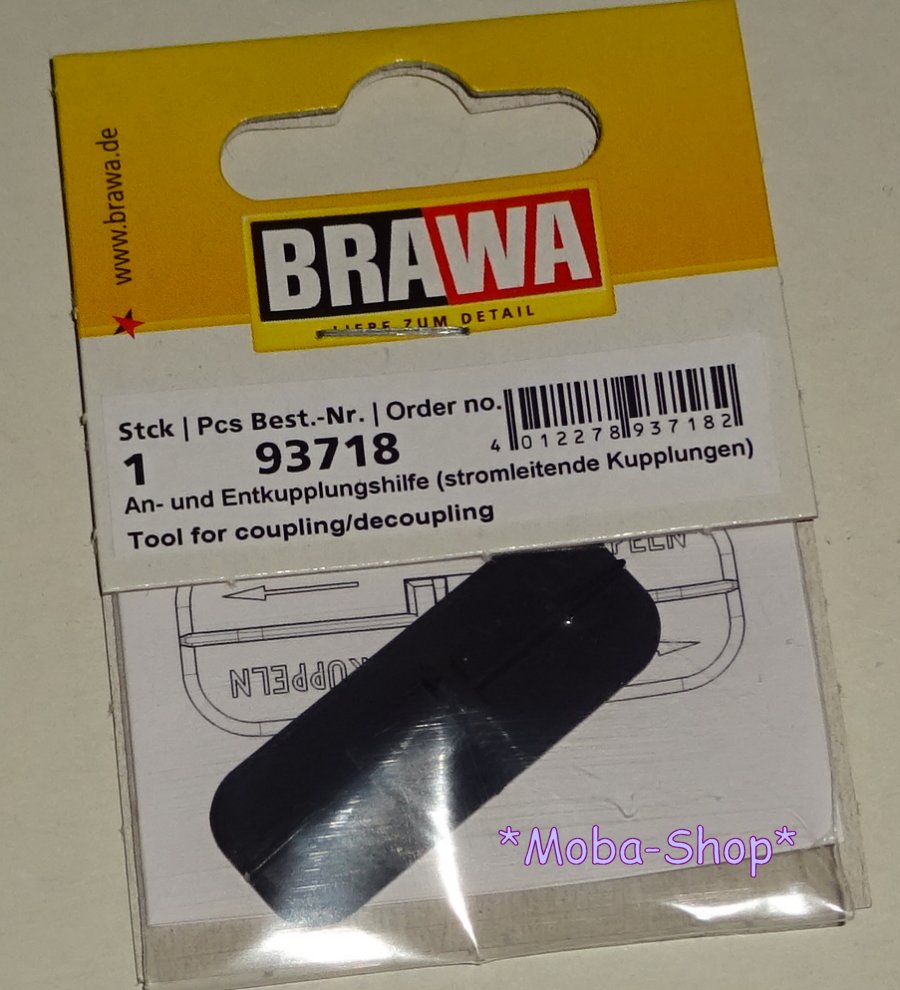 www.brawa.de
BRAWA
LIEBE ZUM DETAIL
Stck | Pcs Best.-Nr. | Order no.
1 93718
4 012278 937182
An- und Entkupplungshilfe (stromleitende Kupplungen)
Tool for coupling/decoupling
KUPPELN
*Moba-Shop*